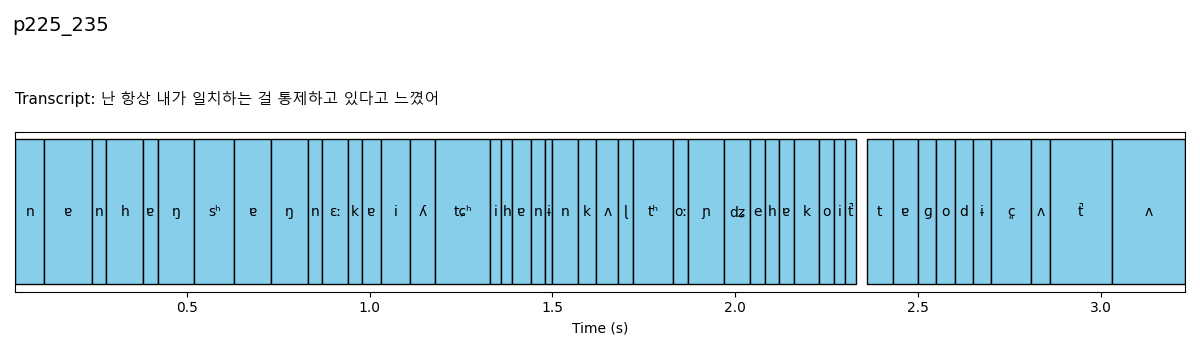 p225_235
Transcript: 난 항상 내가 일치하는 걸 통제하고 있다고 느꼈어
n ɐ n h ɐ ŋ sʰ ɐ ŋ n ɛː k ɐ i ʎ tɕʰ i h ɐ n ɨ n k ʌ ɭ tʰ oː ɲ dʑ e h ɐ k o i t̚ t ɐ ɡ o d ɨ ʌ t̚ ʌ
0.5 1.0 1.5 2.0 2.5 3.0
Time (s)